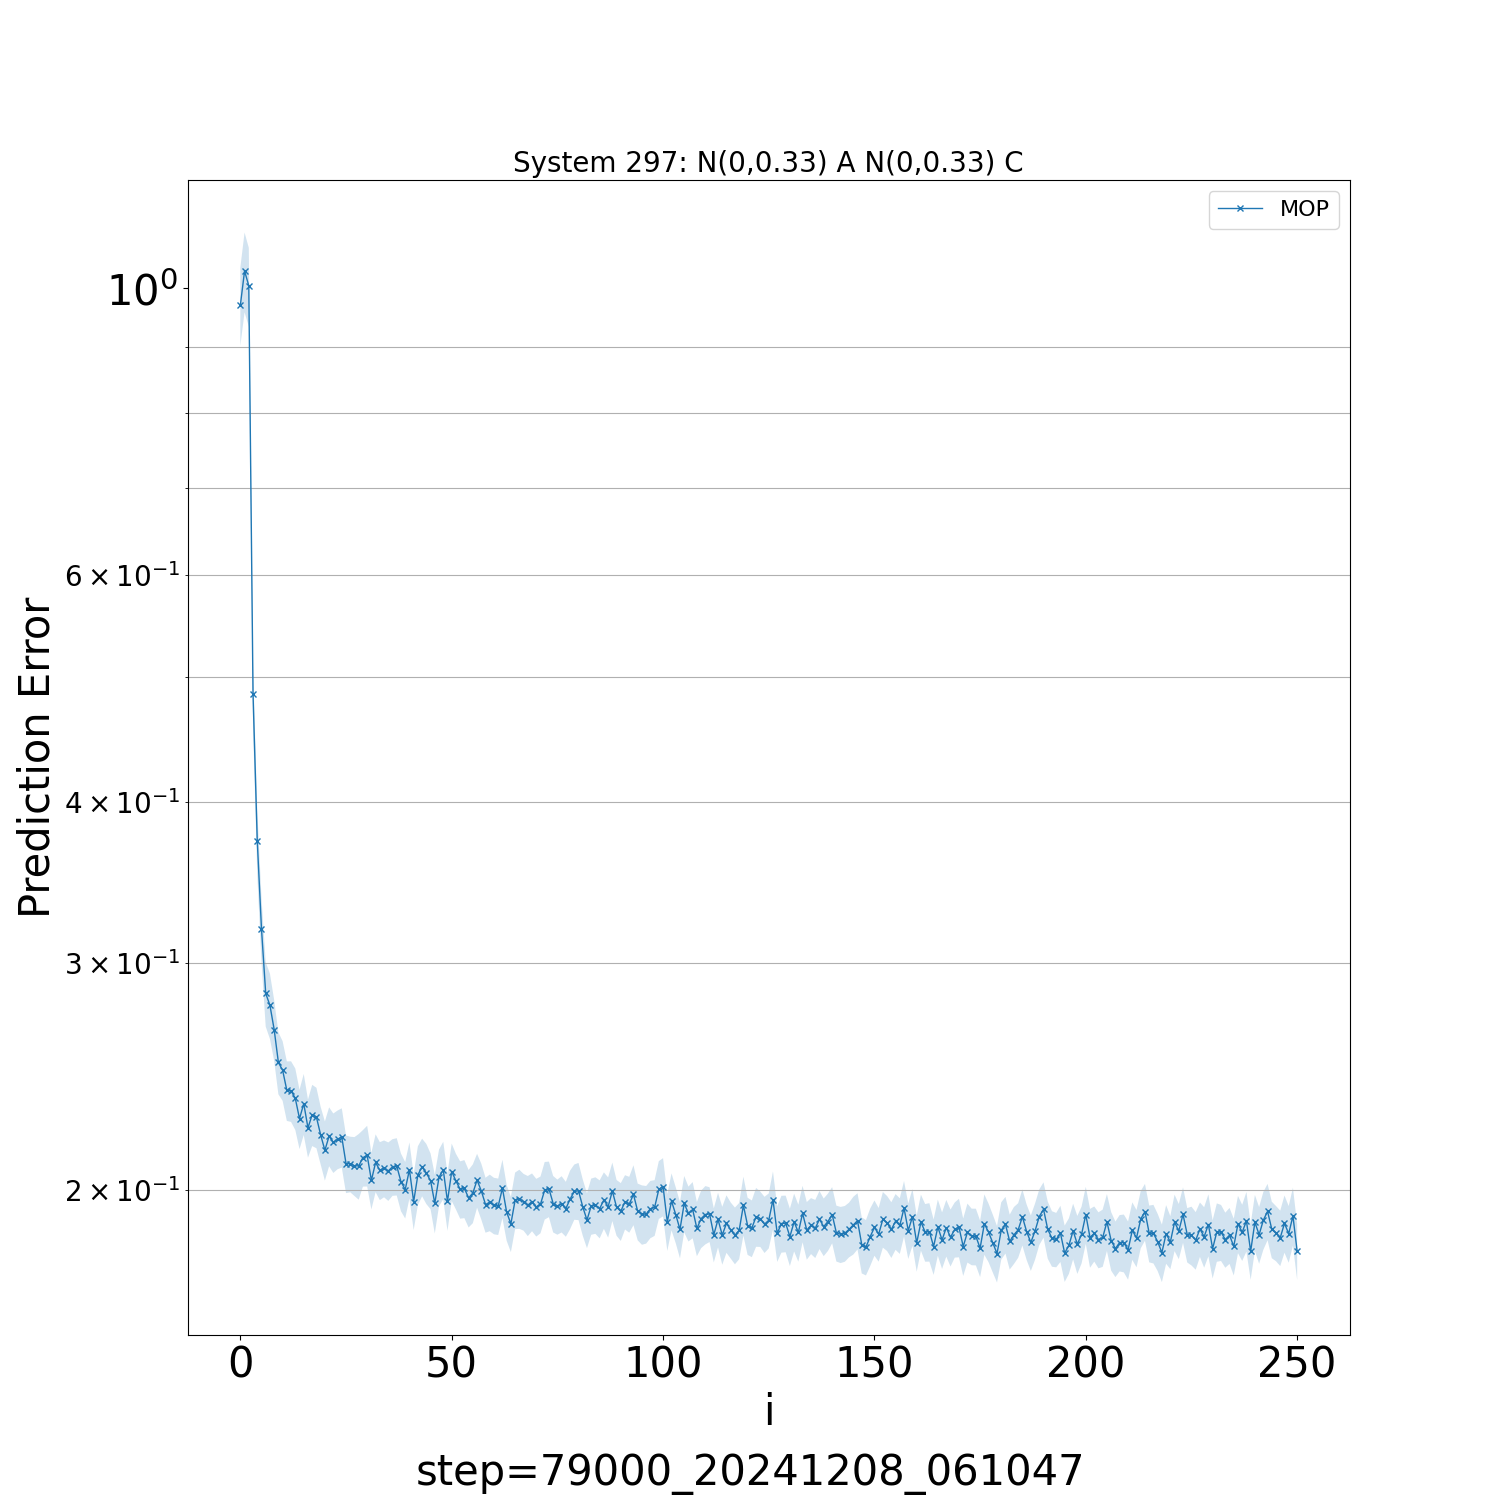 System 297: N(0,0.33) A N(0,0.33) C
MOP
10⁰
6 × 10⁻¹
4 × 10⁻¹
3 × 10⁻¹
2 × 10⁻¹
Prediction Error
0 50 100 150 200 250
i
step=79000_20241208_061047